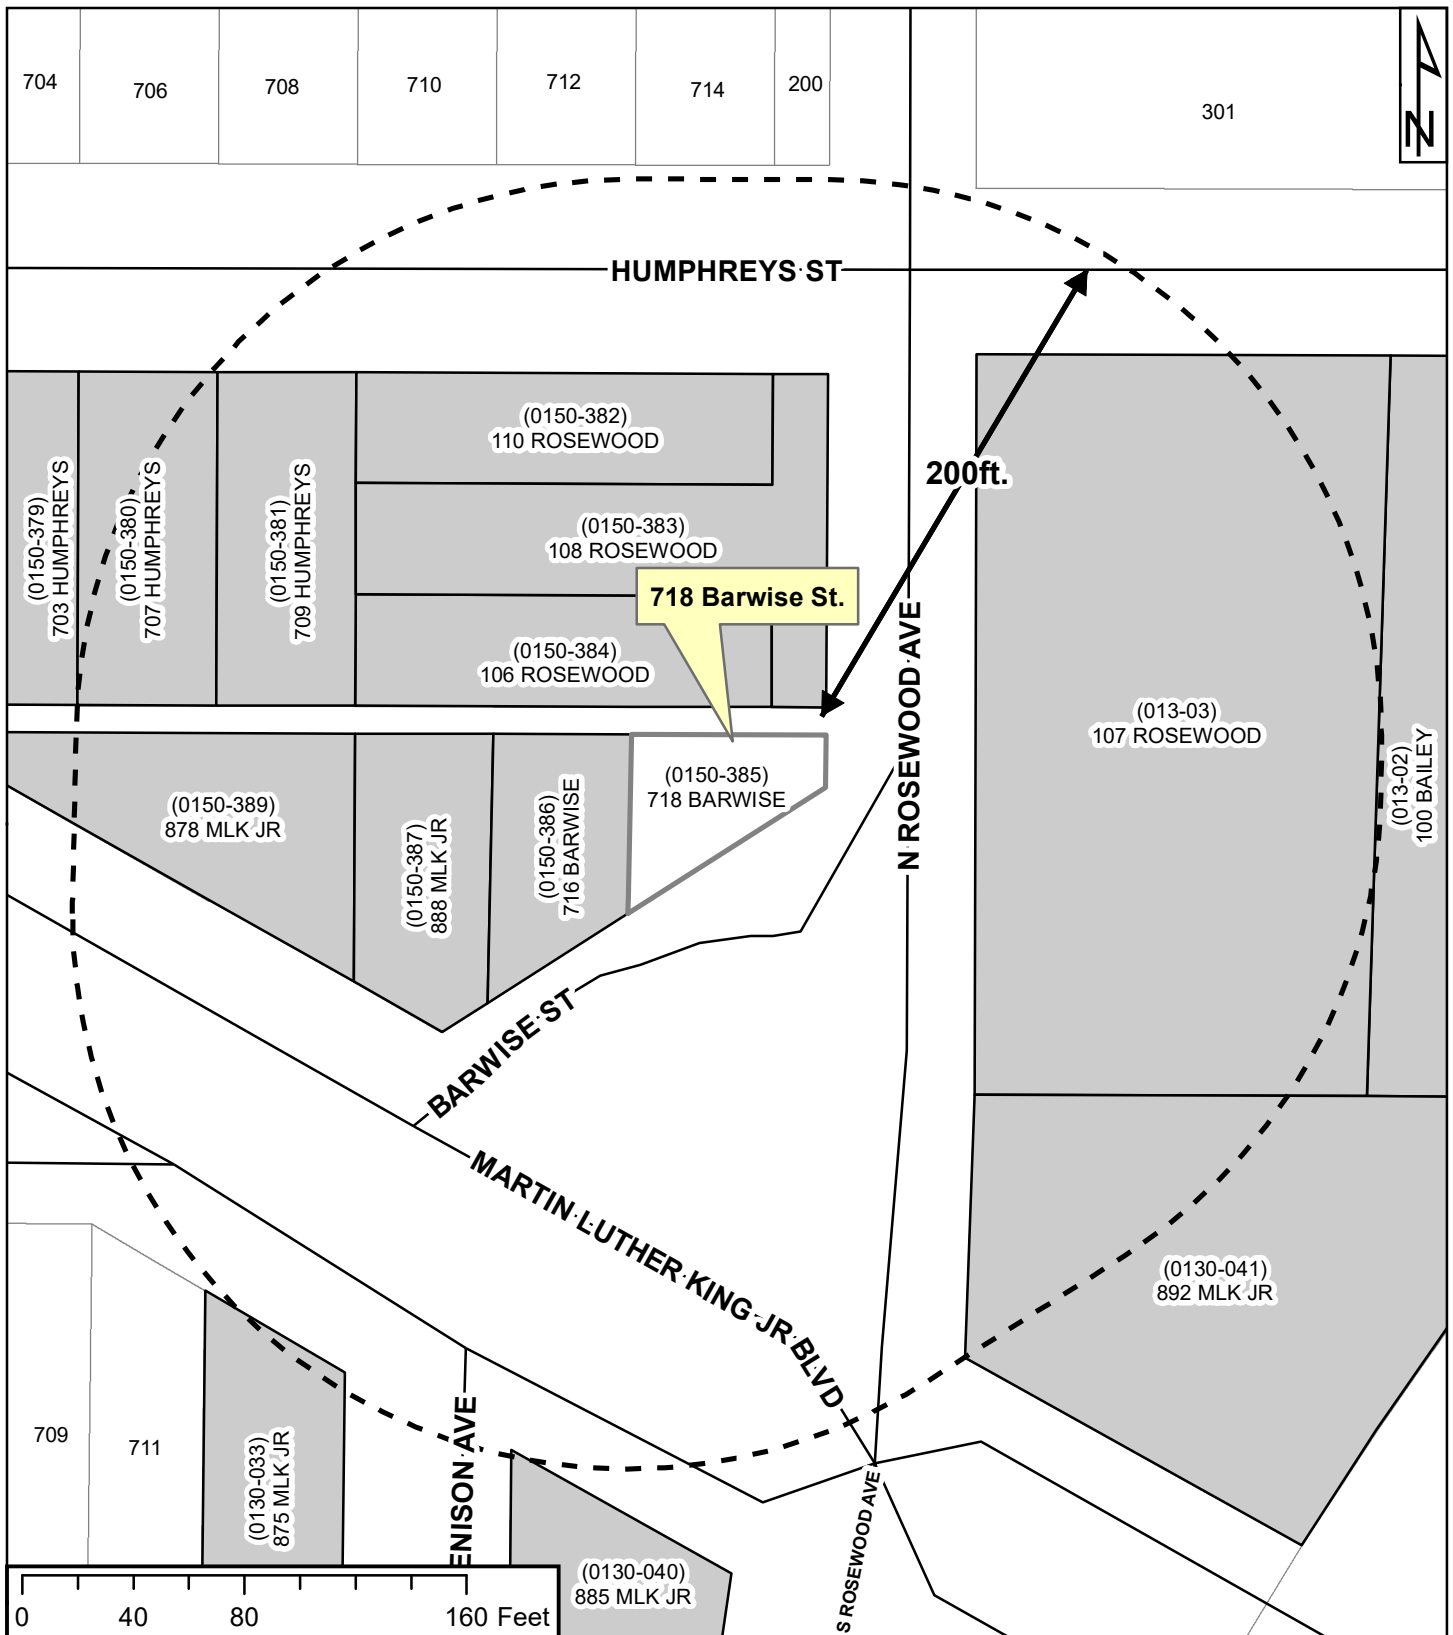 704
706
708
710
712
714
200
301
N
HUMPHREYS ST
(0150-382)
110 ROSEWOOD
200ft.
(0150-379)
703 HUMPHREYS
(0150-380)
707 HUMPHREYS
(0150-381)
709 HUMPHREYS
(0150-383)
108 ROSEWOOD
718 Barwise St.
(0150-384)
106 ROSEWOOD
N ROSEWOOD AVE
(013-03)
107 ROSEWOOD
(013-02)
100 BAILEY
(0150-389)
878 MLK JR
(0150-387)
888 MLK JR
(0150-386)
716 BARWISE
(0150-385)
718 BARWISE
BARWISE ST
MARTIN LUTHER KING JR BLVD
(0130-041)
892 MLK JR
709
711
(0130-033)
875 MLK JR
ENISON AVE
(0130-040)
885 MLK JR
S ROSEWOOD AVE
0 40 80 160 Feet